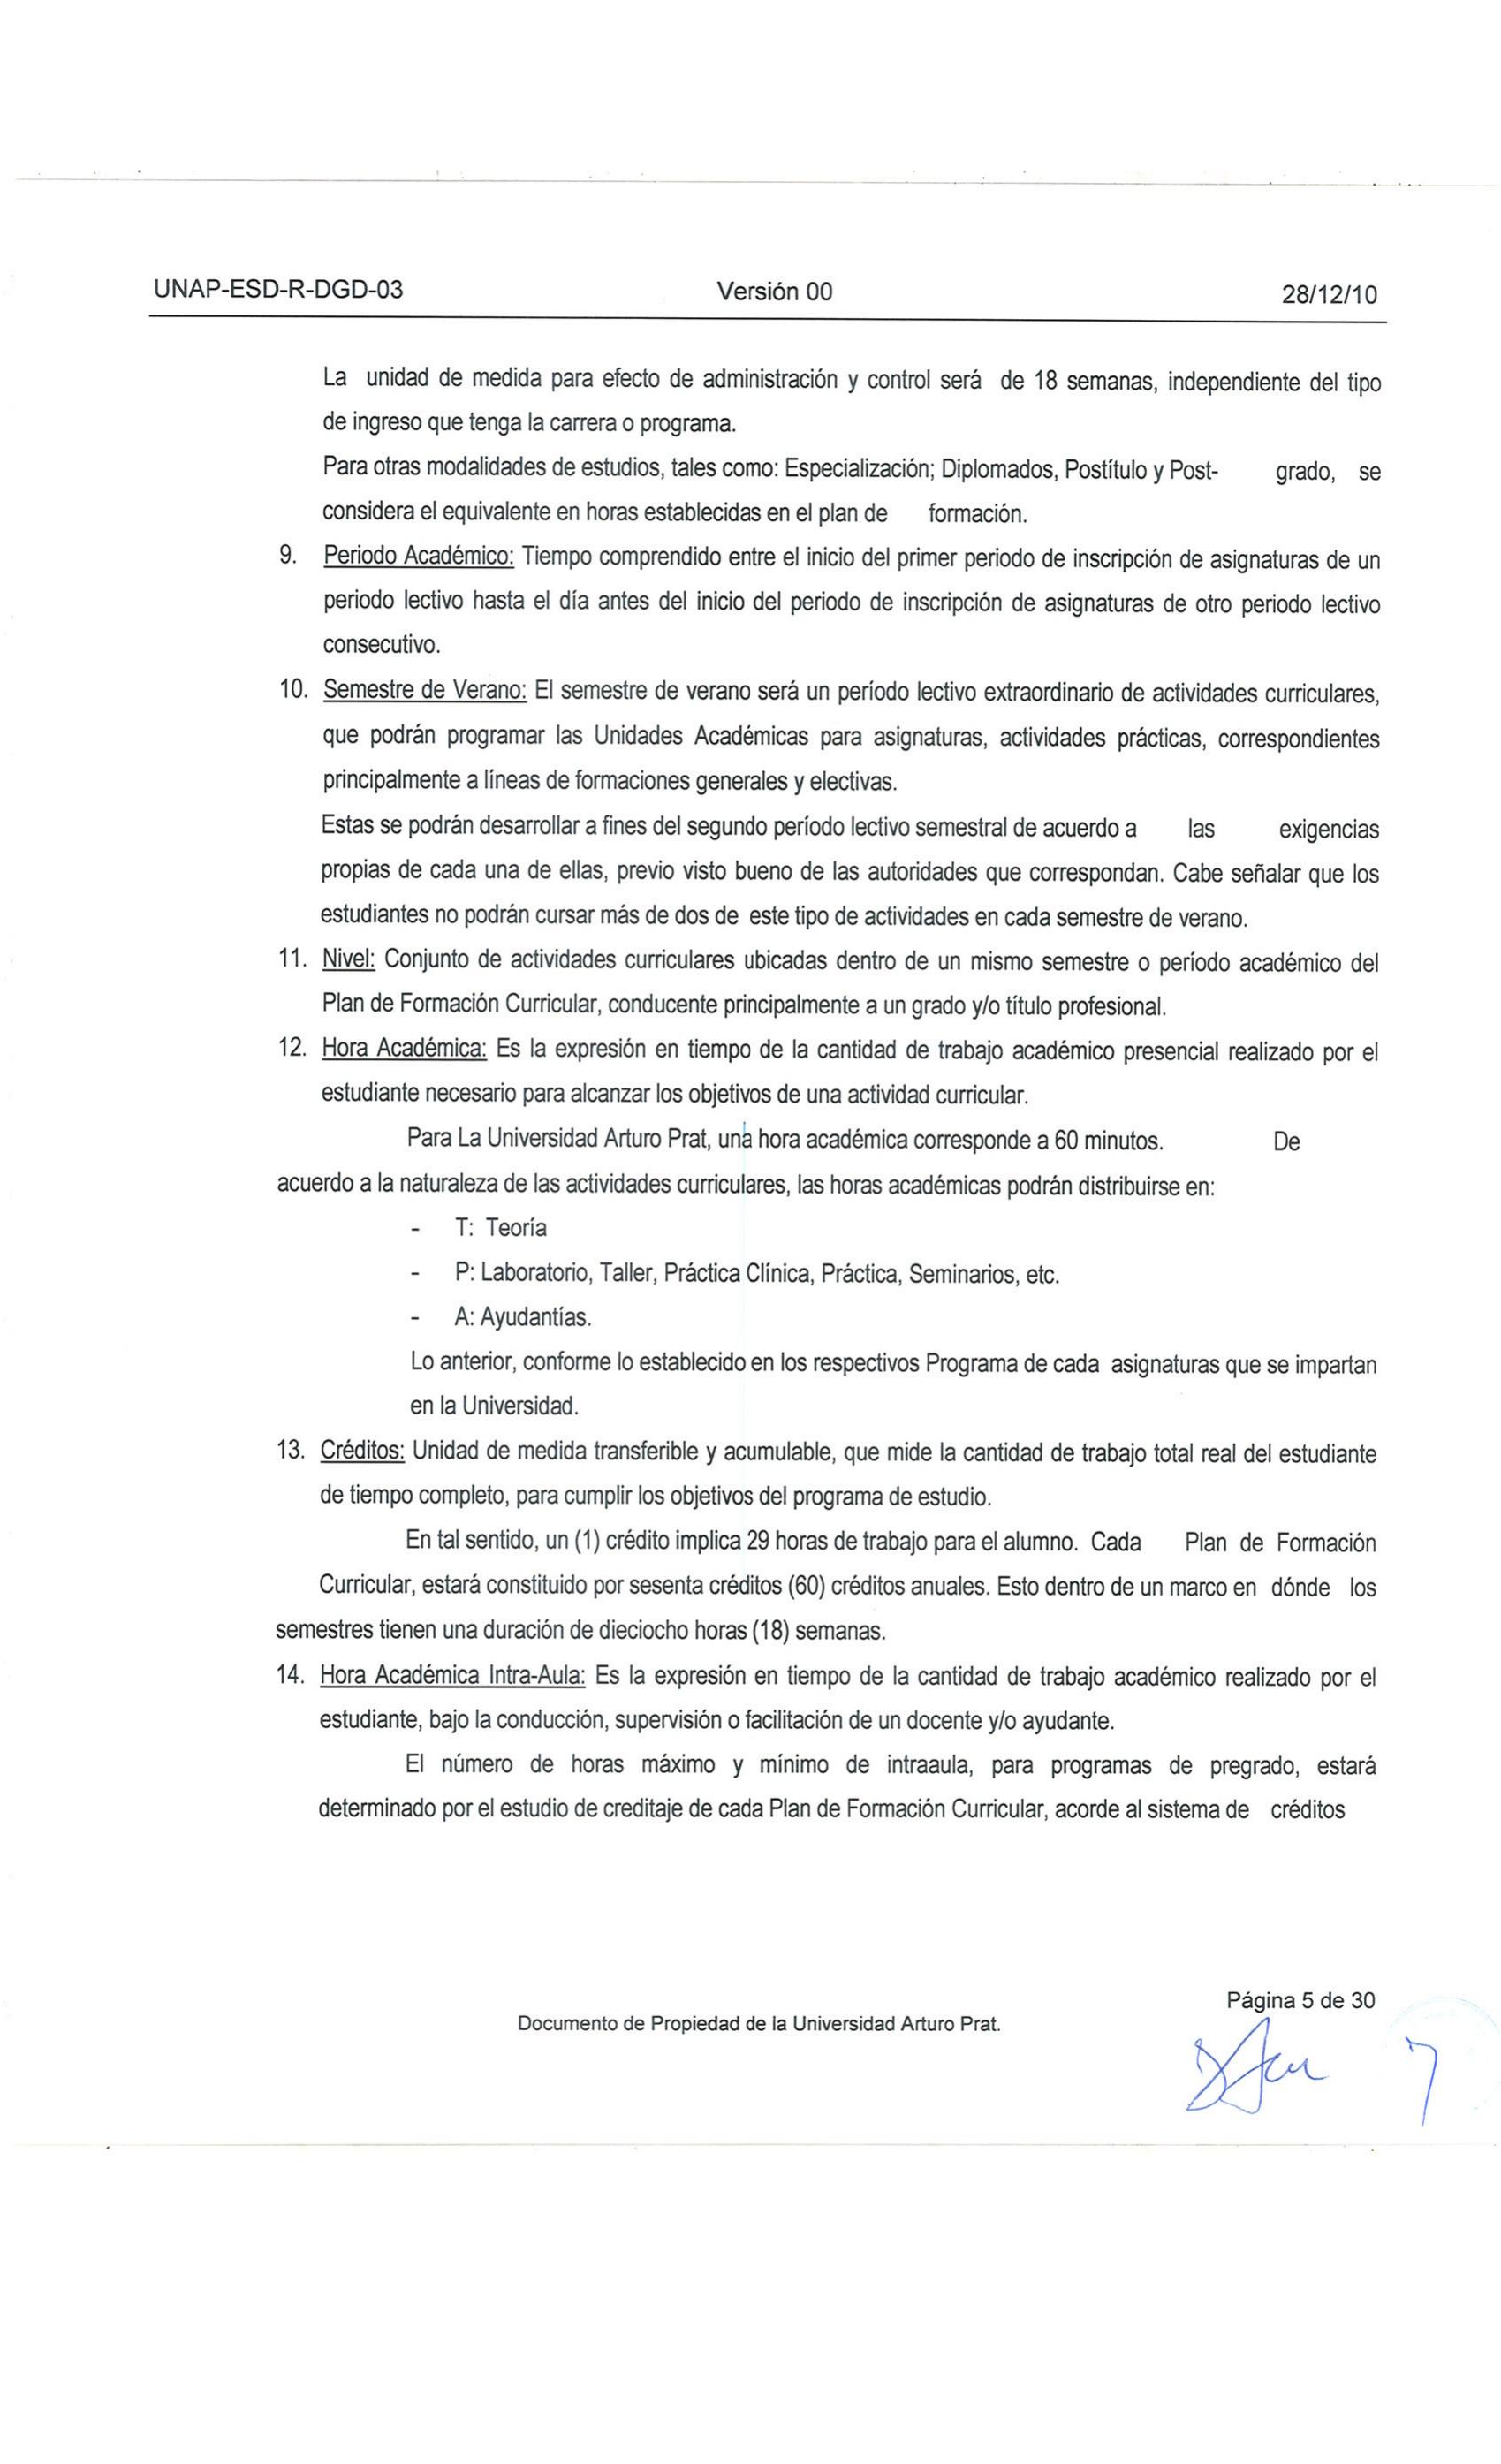 UNAP-ESD-R-DGD-03 Versión 00 28/12/10
La unidad de medida para efecto de administración y control será de 18 semanas, independiente del tipo
de ingreso que tenga la carrera o programa.
Para otras modalidades de estudios, tales como: Especialización; Diplomados, Postítulo y Post- grado, se
considera el equivalente en horas establecidas en el plan de formación.
9. Periodo Académico: Tiempo comprendido entre el inicio del primer periodo de inscripción de asignaturas de un
periodo lectivo hasta el día antes del inicio del periodo de inscripción de asignaturas de otro periodo lectivo
consecutivo.
10. Semestre de Verano: El semestre de verano será un período lectivo extraordinario de actividades curriculares,
que podrán programar las Unidades Académicas para asignaturas, actividades prácticas, correspondientes
principalmente a líneas de formaciones generales y electivas.
Estas se podrán desarrollar a fines del segundo período lectivo semestral de acuerdo a las exigencias
propias de cada una de ellas, previo visto bueno de las autoridades que correspondan. Cabe señalar que los
estudiantes no podrán cursar más de dos de este tipo de actividades en cada semestre de verano.
11. Nivel: Conjunto de actividades curriculares ubicadas dentro de un mismo semestre o período académico del
Plan de Formación Curricular, conducente principalmente a un grado y/o título profesional.
12. Hora Académica: Es la expresión en tiempo de la cantidad de trabajo académico presencial realizado por el
estudiante necesario para alcanzar los objetivos de una actividad curricular.
Para La Universidad Arturo Prat, una hora académica corresponde a 60 minutos. De
acuerdo a la naturaleza de las actividades curriculares, las horas académicas podrán distribuirse en:
- T: Teoría
- P: Laboratorio, Taller, Práctica Clínica, Práctica, Seminarios, etc.
- A: Ayudantías.
Lo anterior, conforme lo establecido en los respectivos Programa de cada asignaturas que se impartan
en la Universidad.
13. Créditos: Unidad de medida transferible y acumulable, que mide la cantidad de trabajo total real del estudiante
de tiempo completo, para cumplir los objetivos del programa de estudio.
En tal sentido, un (1) crédito implica 29 horas de trabajo para el alumno. Cada Plan de Formación
Curricular, estará constituido por sesenta créditos (60) créditos anuales. Esto dentro de un marco en dónde los
semestres tienen una duración de dieciocho horas (18) semanas.
14. Hora Académica Intra-Aula: Es la expresión en tiempo de la cantidad de trabajo académico realizado por el
estudiante, bajo la conducción, supervisión o facilitación de un docente y/o ayudante.
El número de horas máximo y mínimo de intraaula, para programas de pregrado, estará
determinado por el estudio de creditaje de cada Plan de Formación Curricular, acorde al sistema de créditos
Página 5 de 30
Documento de Propiedad de la Universidad Arturo Prat.